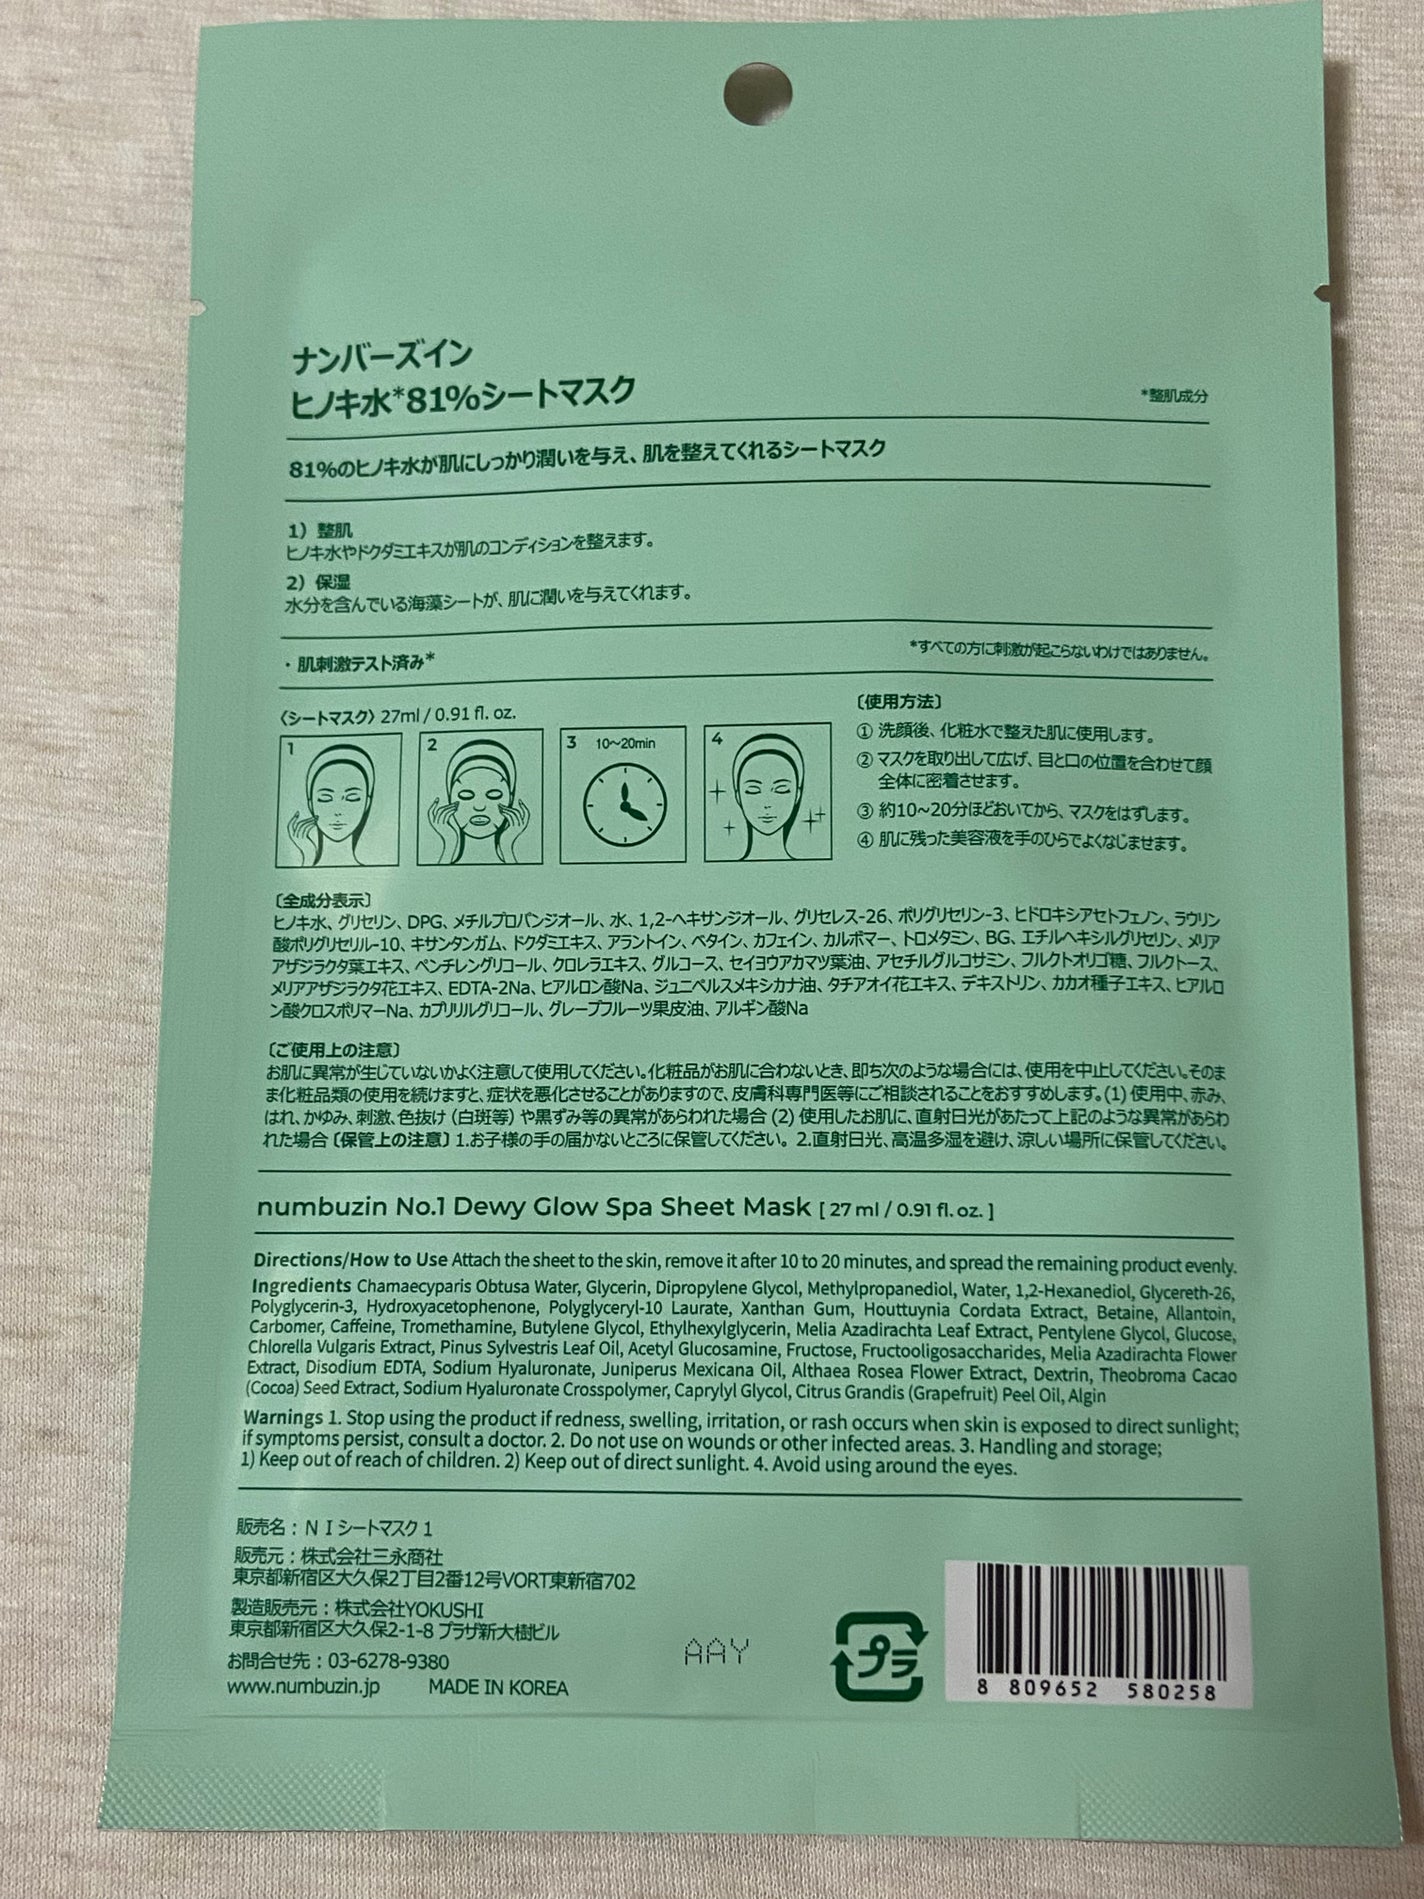 ナンバーズイン
ヒノキ水*81%シートマスク
*整肌成分
81%のヒノキ水が肌にしっかり潤いを与え、肌を整えてくれるシートマスク
1）整肌
ヒノキ水やドクダミエキスが肌のコンディションを整えます。
2）保湿
水分を含んでいる海藻シートが、肌に潤いを与えてくれます。
・肌刺激テスト済み*
*すべての方に刺激が起こらないわけではありません。
〈シートマスク〉27ml / 0.91 fl. oz.
1
2
3 10～20min
4
〔使用方法〕
① 洗顔後、化粧水で整えた肌に使用します。
② マスクを取り出して広げ、目と口の位置を合わせて顔
全体に密着させます。
③ 約10～20分ほどおいてから、マスクをはずします。
④ 肌に残った美容液を手のひらでよくなじませます。
〔全成分表示〕
ヒノキ水、グリセリン、DPG、メチルプロパンジオール、水、1,2-ヘキサンジオール、グリセレス-26、ポリグリセリン-3、ヒドロキシアセトフェノン、ラウリン
酸ポリグリセリル-10、キサンタンガム、ドクダミエキス、アラントイン、ベタイン、カフェイン、カルボマー、トロメタミン、BG、エチルヘキシルグリセリン、メリア
アザジラクタ葉エキス、ペンチレングリコール、クロレラエキス、グルコース、セイヨウアカマツ葉油、アセチルグルコサミン、フルクトオリゴ糖、フルクトース、
メリアアザジラクタ花エキス、EDTA-2Na、ヒアルロン酸Na、ジュニペルスメキシカナ油、タチアオイ花エキス、デキストリン、カカオ種子エキス、ヒアルロ
ン酸クロスポリマーNa、カプリリルグリコール、グレープフルーツ果皮油、アルギン酸Na
〔ご使用上の注意〕
お肌に異常が生じていないかよく注意して使用してください。化粧品がお肌に合わないとき、即ち次のような場合には、使用を中止してください。そのま
ま化粧品類の使用を続けますと、症状を悪化させることがありますので、皮膚科専門医等にご相談されることをおすすめします。(1) 使用中、赤み、
はれ、かゆみ、刺激、色抜け（白斑等）や黒ずみ等の異常があらわれた場合 (2) 使用したお肌に、直射日光があたって上記のような異常があらわ
れた場合〔保管上の注意〕1.お子様の手の届かないところに保管してください。 2.直射日光、高温多湿を避け、涼しい場所に保管してください。
numbuzin No.1 Dewy Glow Spa Sheet Mask [ 27 ml / 0.91 fl. oz. ]
Directions/How to Use Attach the sheet to the skin, remove it after 10 to 20 minutes, and spread the remaining product evenly.
Ingredients Chamaecyparis Obtusa Water, Glycerin, Dipropylene Glycol, Methylpropanediol, Water, 1,2-Hexanediol, Glycereth-26,
Polyglycerin-3, Hydroxyacetophenone, Polyglyceryl-10 Laurate, Xanthan Gum, Houttuynia Cordata Extract, Betaine, Allantoin,
Carbomer, Caffeine, Tromethamine, Butylene Glycol, Ethylhexylglycerin, Melia Azadirachta Leaf Extract, Pentylene Glycol, Glucose,
Chlorella Vulgaris Extract, Pinus Sylvestris Leaf Oil, Acetyl Glucosamine, Fructose, Fructooligosaccharides, Melia Azadirachta Flower
Extract, Disodium EDTA, Sodium Hyaluronate, Juniperus Mexicana Oil, Althaea Rosea Flower Extract, Dextrin, Theobroma Cacao
(Cocoa) Seed Extract, Sodium Hyaluronate Crosspolymer, Caprylyl Glycol, Citrus Grandis (Grapefruit) Peel Oil, Algin
Warnings 1. Stop using the product if redness, swelling, irritation, or rash occurs when skin is exposed to direct sunlight;
if symptoms persist, consult a doctor. 2. Do not use on wounds or other infected areas. 3. Handling and storage;
1) Keep out of reach of children. 2) Keep out of direct sunlight. 4. Avoid using around the eyes.
販売名：ＮＩシートマスク 1
販売元：株式会社三永商社
東京都新宿区大久保2丁目2番12号VORT東新宿702
製造販売元：株式会社YOKUSHI
東京都新宿区大久保2-1-8 プラザ新大樹ビル
お問合せ先：03-6278-9380
www.numbuzin.jp MADE IN KOREA
AAY
プラ
8 809652 580258